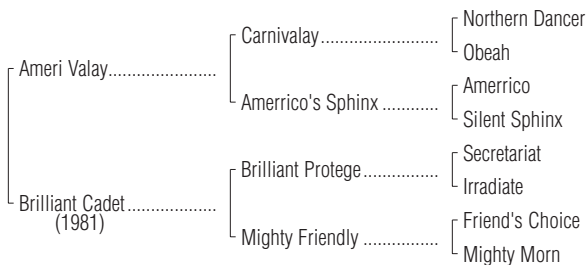 Northern Dancer
Carnivalay........................
Obeah
Ameri Valay......................
Amerrico
Amerrico's Sphinx ............
Silent Sphinx
Secretariat
Brilliant Protege................
Irradiate
Brilliant Cadet..................
(1981)
Friend's Choice
Mighty Friendly ................
Mighty Morn